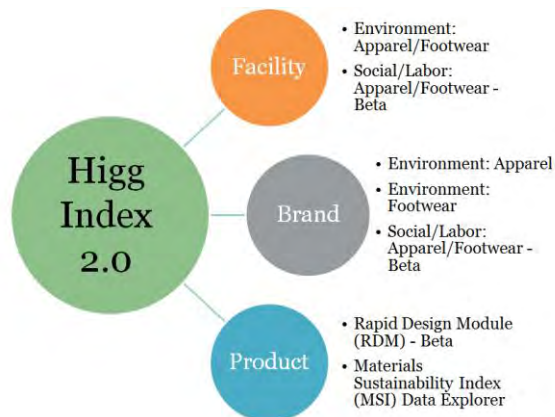 Higg
Index
2.0
Facility
• Environment:
Apparel/Footwear
• Social/Labor:
Apparel/Footwear -
Beta
Brand
• Environment: Apparel
• Environment:
Footwear
• Social/Labor:
Apparel/Footwear -
Beta
Product
• Rapid Design Module
(RDM) - Beta
• Materials
Sustainability Index
(MSI) Data Explorer